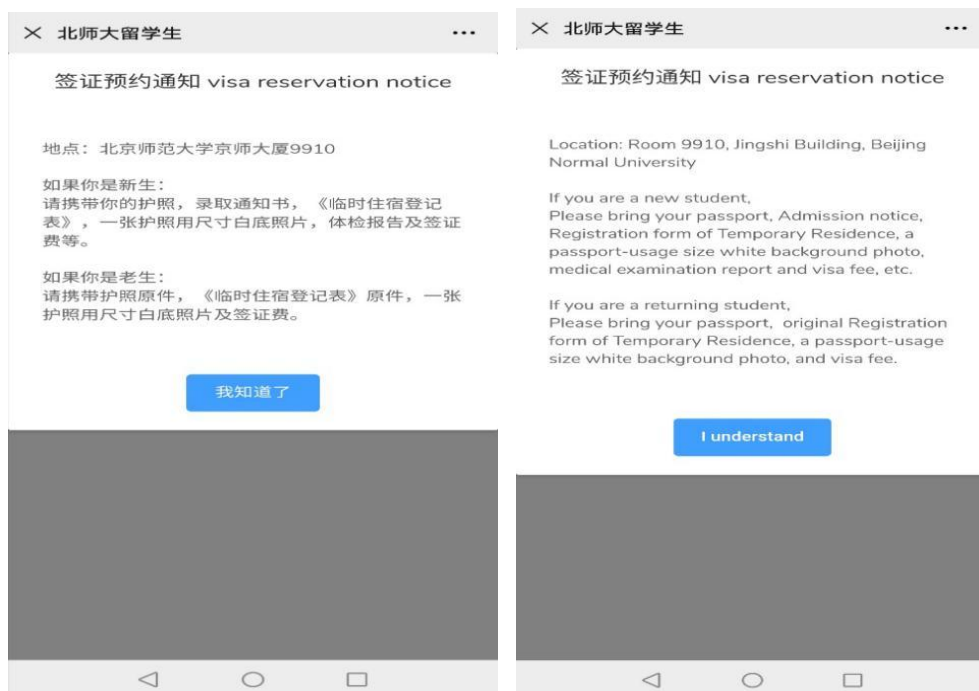 北师大留学生
签证预约通知 visa reservation notice
地点：北京师范大学京师大厦9910
如果你是新生：
请携带你的护照，录取通知书，《临时住宿登记
表》，一张护照用尺寸白底照片，体检报告及签证
费等。
如果你是老生：
请携带护照原件，《临时住宿登记表》原件，一张
护照用尺寸白底照片及签证费。
我知道了
北师大留学生
签证预约通知 visa reservation notice
Location: Room 9910, Jingshi Building, Beijing
Normal University
If you are a new student,
Please bring your passport, Admission notice,
Registration form of Temporary Residence, a
passport-usage size white background photo,
medical examination report and visa fee, etc.
If you are a returning student,
Please bring your passport, original Registration
form of Temporary Residence, a passport-usage
size white background photo, and visa fee.
I understand